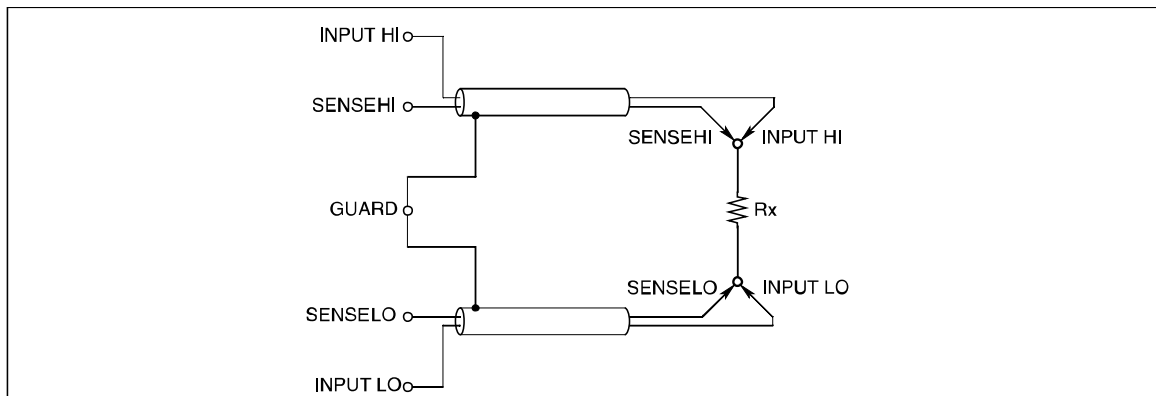 INPUT HI
SENSEHI
SENSEHI
INPUT HI
GUARD
Rx
SENSELO
INPUT LO
SENSELO
INPUT LO